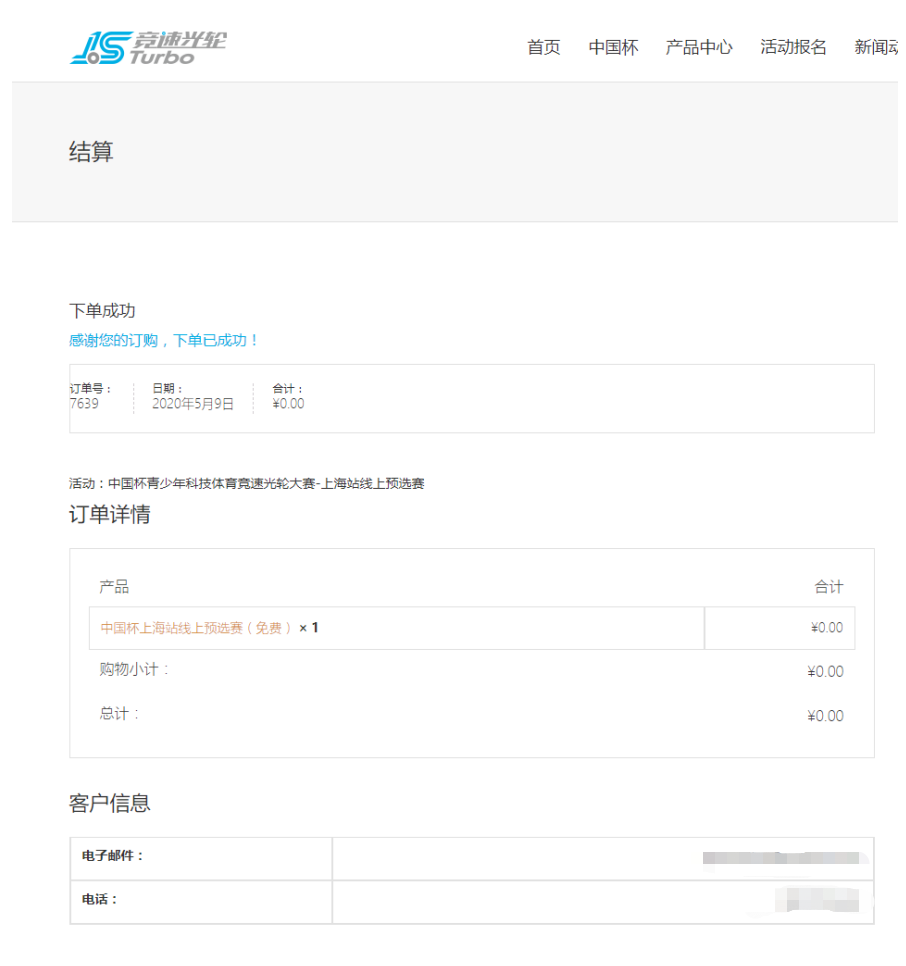 JS 竞速光轮
Turbo
首页 中国杯 产品中心 活动报名 新闻动
结算
下单成功
感谢您的订购，下单已成功！
订单号： 日期： 合计：
7639 2020年5月9日 ¥0.00
活动：中国杯青少年科技体育竞速光轮大赛-上海站线上预选赛
订单详情
产品 合计
中国杯上海站线上预选赛（免费） × 1 ¥0.00
购物小计： ¥0.00
总计： ¥0.00
客户信息
电子邮件：
电话：